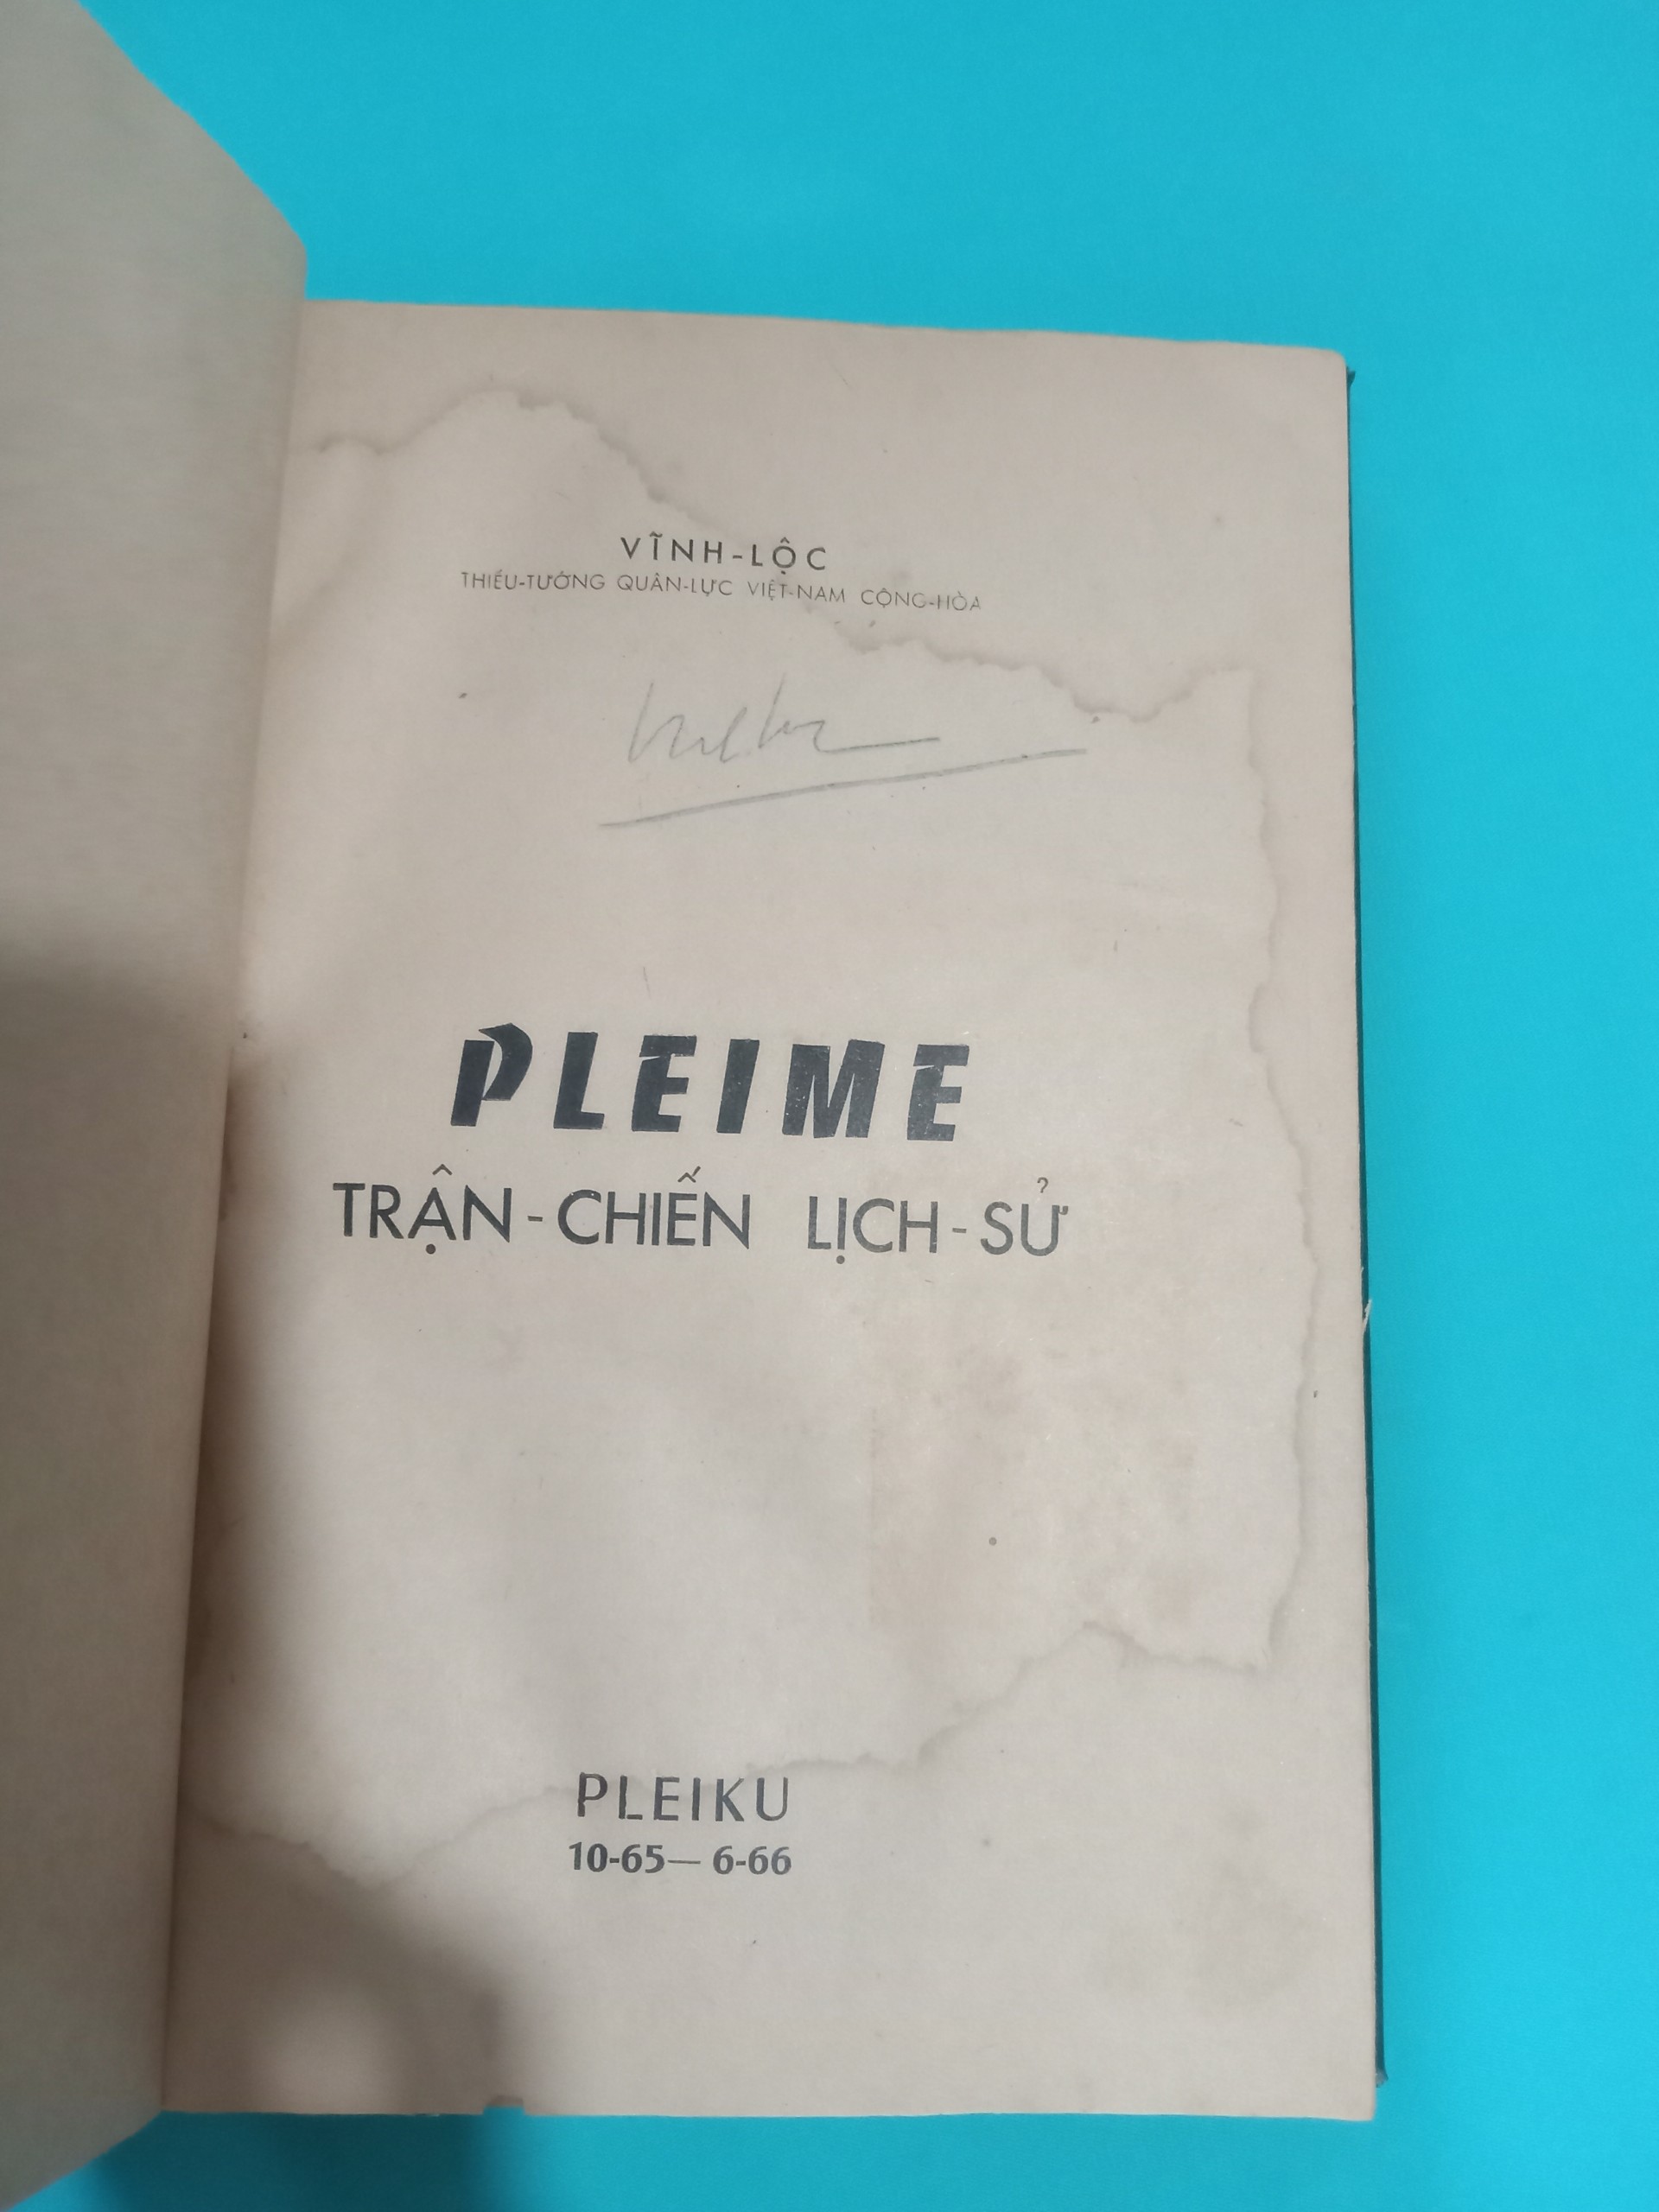 VĨNH-LỘC
THIẾU-TƯỚNG QUÂN-LỰC VIỆT-NAM CỘNG-HÒA
PLEIME
TRẬN-CHIẾN LỊCH-SỬ
PLEIKU
10-65— 6-66